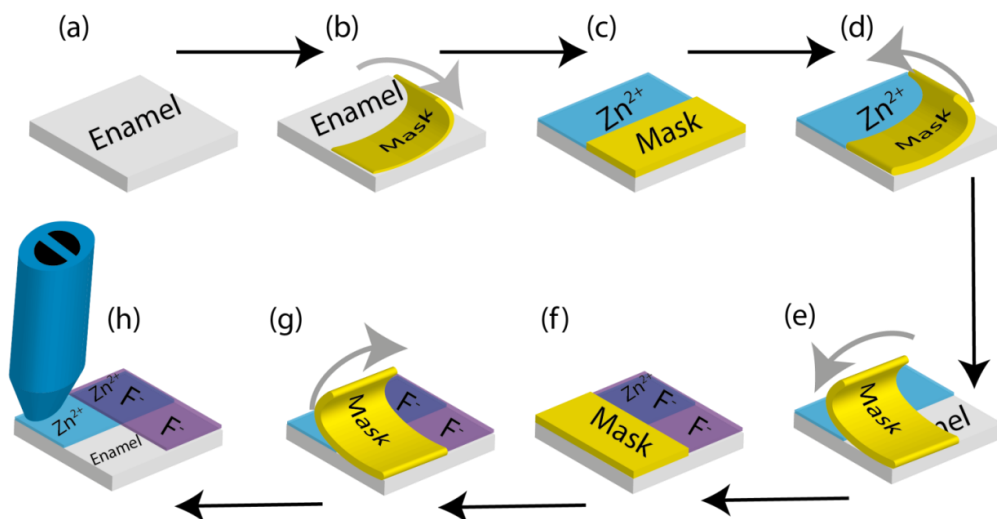 (a)
(b)
(c)
(d)
Enamel
Enamel
Mask
Zn²⁺
Mask
Zn²⁺
Mask
(h)
(g)
(f)
(e)
Zn²⁺
F⁻
Zn²⁺
F⁻
Enamel
Mask
F⁻
F⁻
Zn²⁺
F⁻
Mask
F⁻
Mask
nel